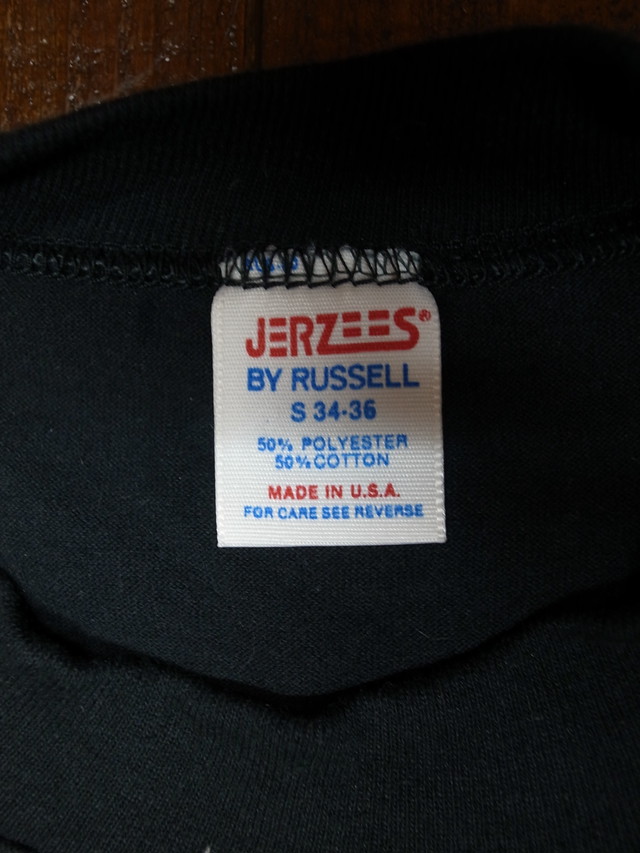 JERZEES®
BY RUSSELL
S 34-36
50% POLYESTER
50% COTTON
MADE IN U.S.A.
FOR CARE SEE REVERSE